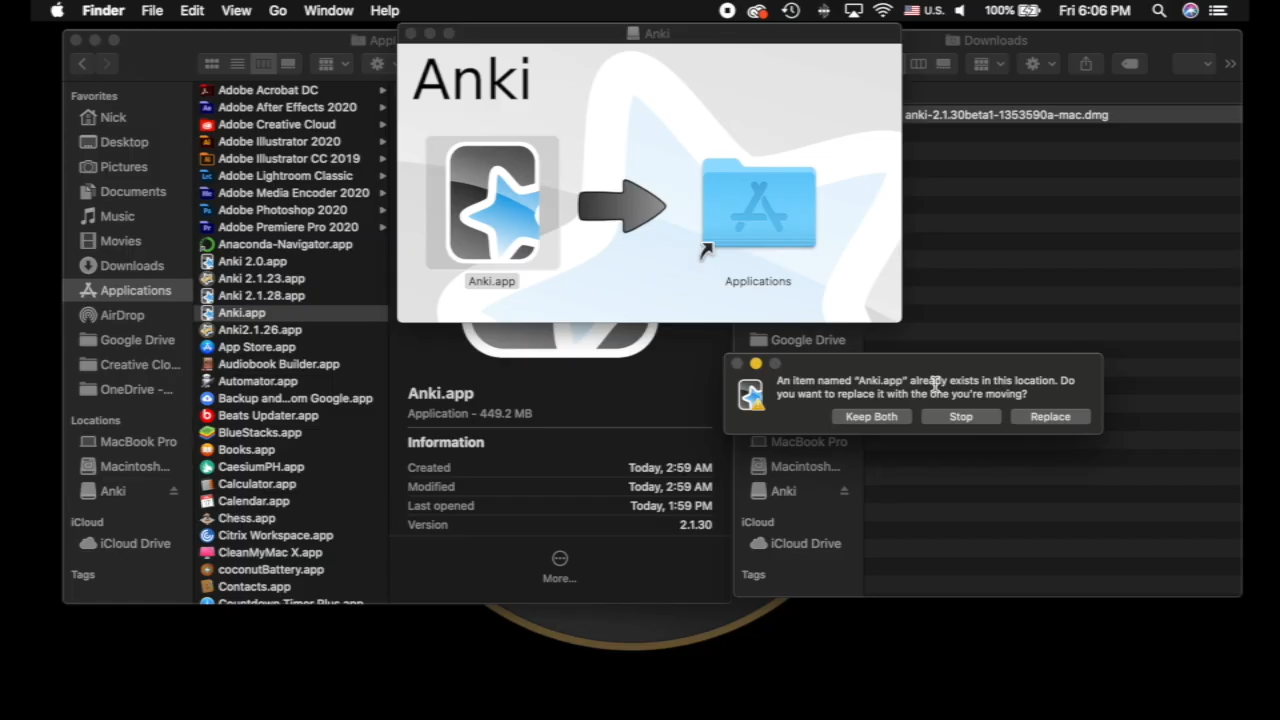 Finder File Edit View Go Window Help
U.S. 100% Fri 6:06 PM
Anki
Downloads
Favorites
Nick
Desktop
Pictures
Documents
Music
Movies
Downloads
Applications
AirDrop
Google Drive
Creative Clo...
OneDrive -...
Locations
MacBook Pro
Macintosh...
Anki
iCloud
iCloud Drive
Tags
Adobe Acrobat DC
Adobe After Effects 2020
Adobe Creative Cloud
Adobe Illustrator 2020
Adobe Illustrator CC 2019
Adobe Lightroom Classic
Adobe Media Encoder 2020
Adobe Photoshop 2020
Adobe Premiere Pro 2020
Anaconda-Navigator.app
Anki 2.0.app
Anki 2.1.23.app
Anki 2.1.28.app
Anki.app
Anki2.1.26.app
App Store.app
Audiobook Builder.app
Automator.app
Backup and...om Google.app
Beats Updater.app
BlueStacks.app
Books.app
CaesiumPH.app
Calculator.app
Calendar.app
Chess.app
Citrix Workspace.app
CleanMyMac X.app
coconutBattery.app
Contacts.app
Countdown Timer Plus.app
Anki
Anki.app
Applications
Anki.app
Application - 449.2 MB
Information
Created Today, 2:59 AM
Modified Today, 2:59 AM
Last opened Today, 1:59 PM
Version 2.1.30
More...
anki-2.1.30beta1-1353590a-mac.dmg
Google Drive
An item named “Anki.app” already exists in this location. Do
you want to replace it with the one you’re moving?
Keep Both Stop Replace
MacBook Pro
Macintosh...
Anki
iCloud
iCloud Drive
Tags